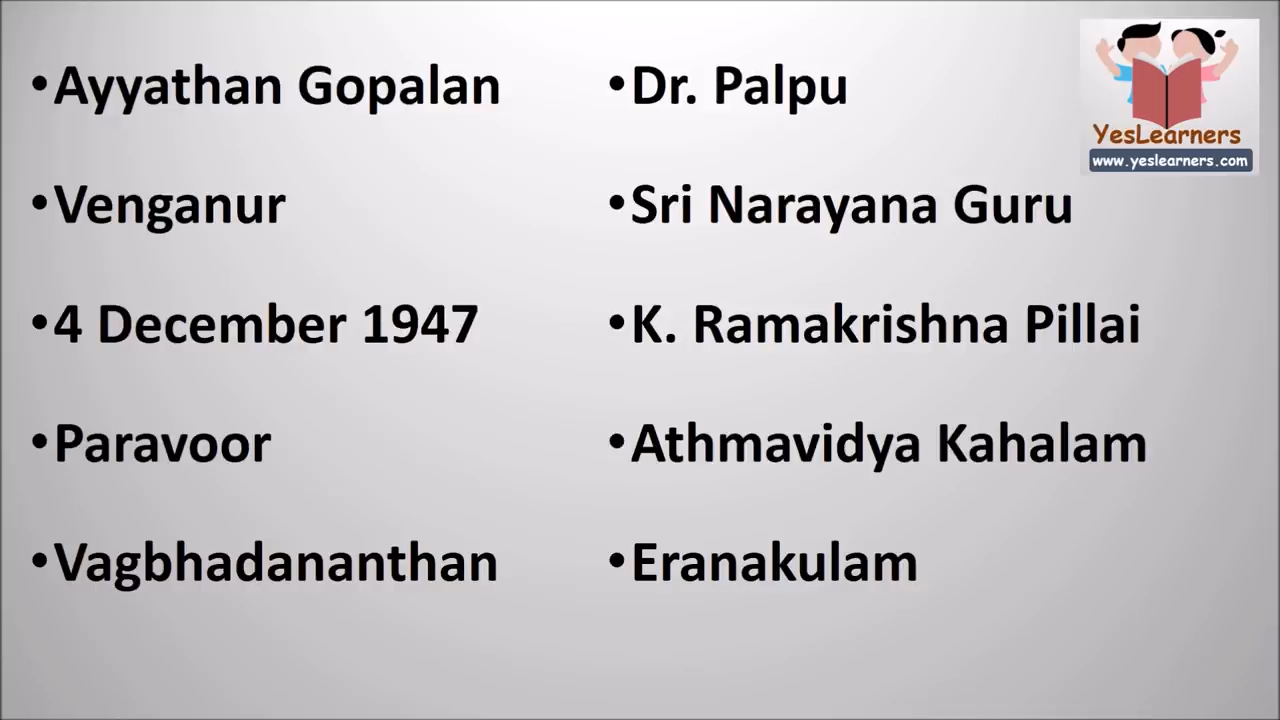 •Ayyathan Gopalan
•Venganur
•4 December 1947
•Paravoor
•Vagbhadananthan
•Dr. Palpu
•Sri Narayana Guru
•K. Ramakrishna Pillai
•Athmavidya Kahalam
•Eranakulam
YesLearners
www.yeslearners.com